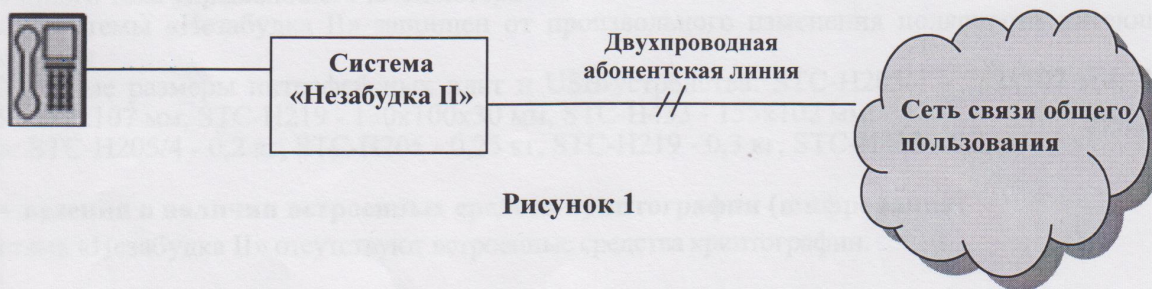 Система
«Незабудка II»
Двухпроводная
абонентская линия
Сеть связи общего
пользования
Рисунок 1